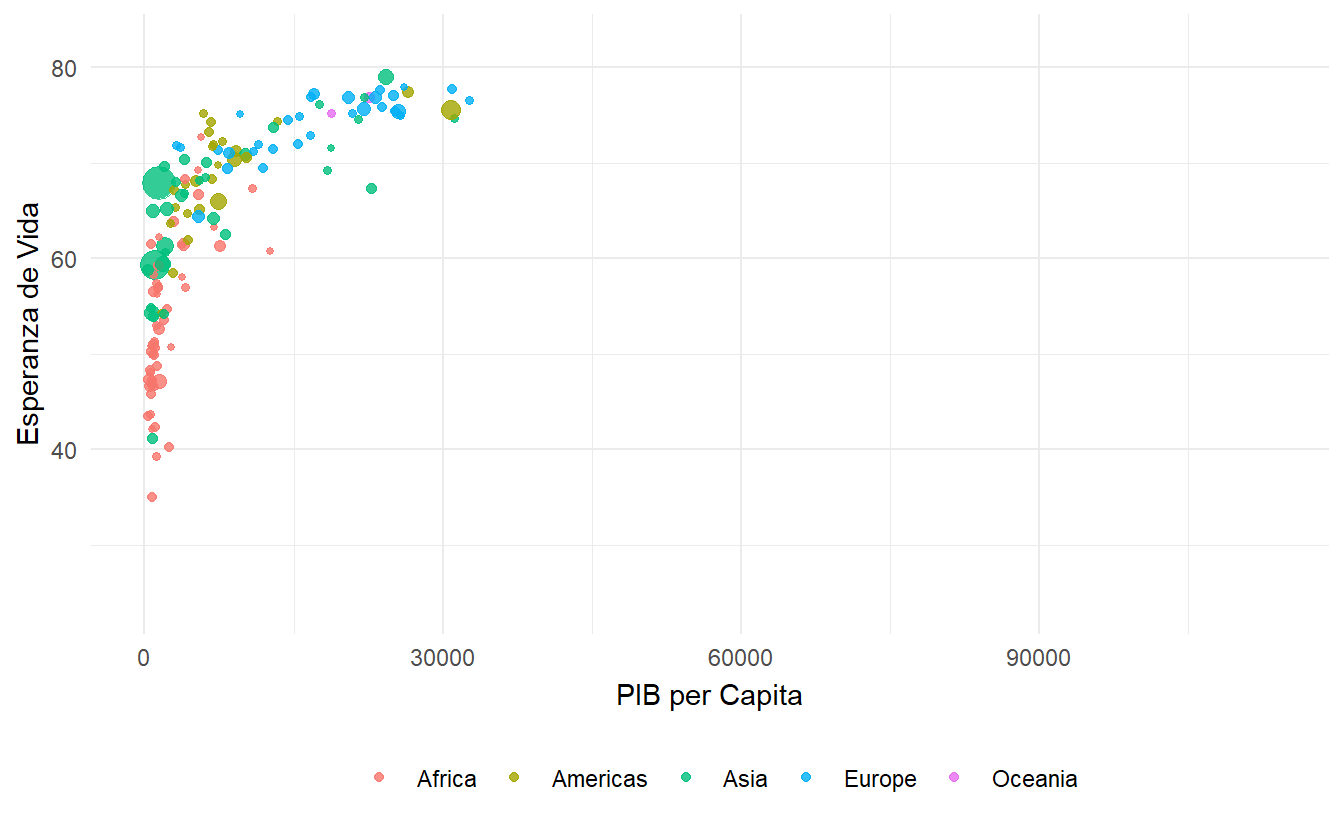 80
60
40
Esperanza de Vida
0 30000 60000 90000
PIB per Capita
Africa Americas Asia Europe Oceania